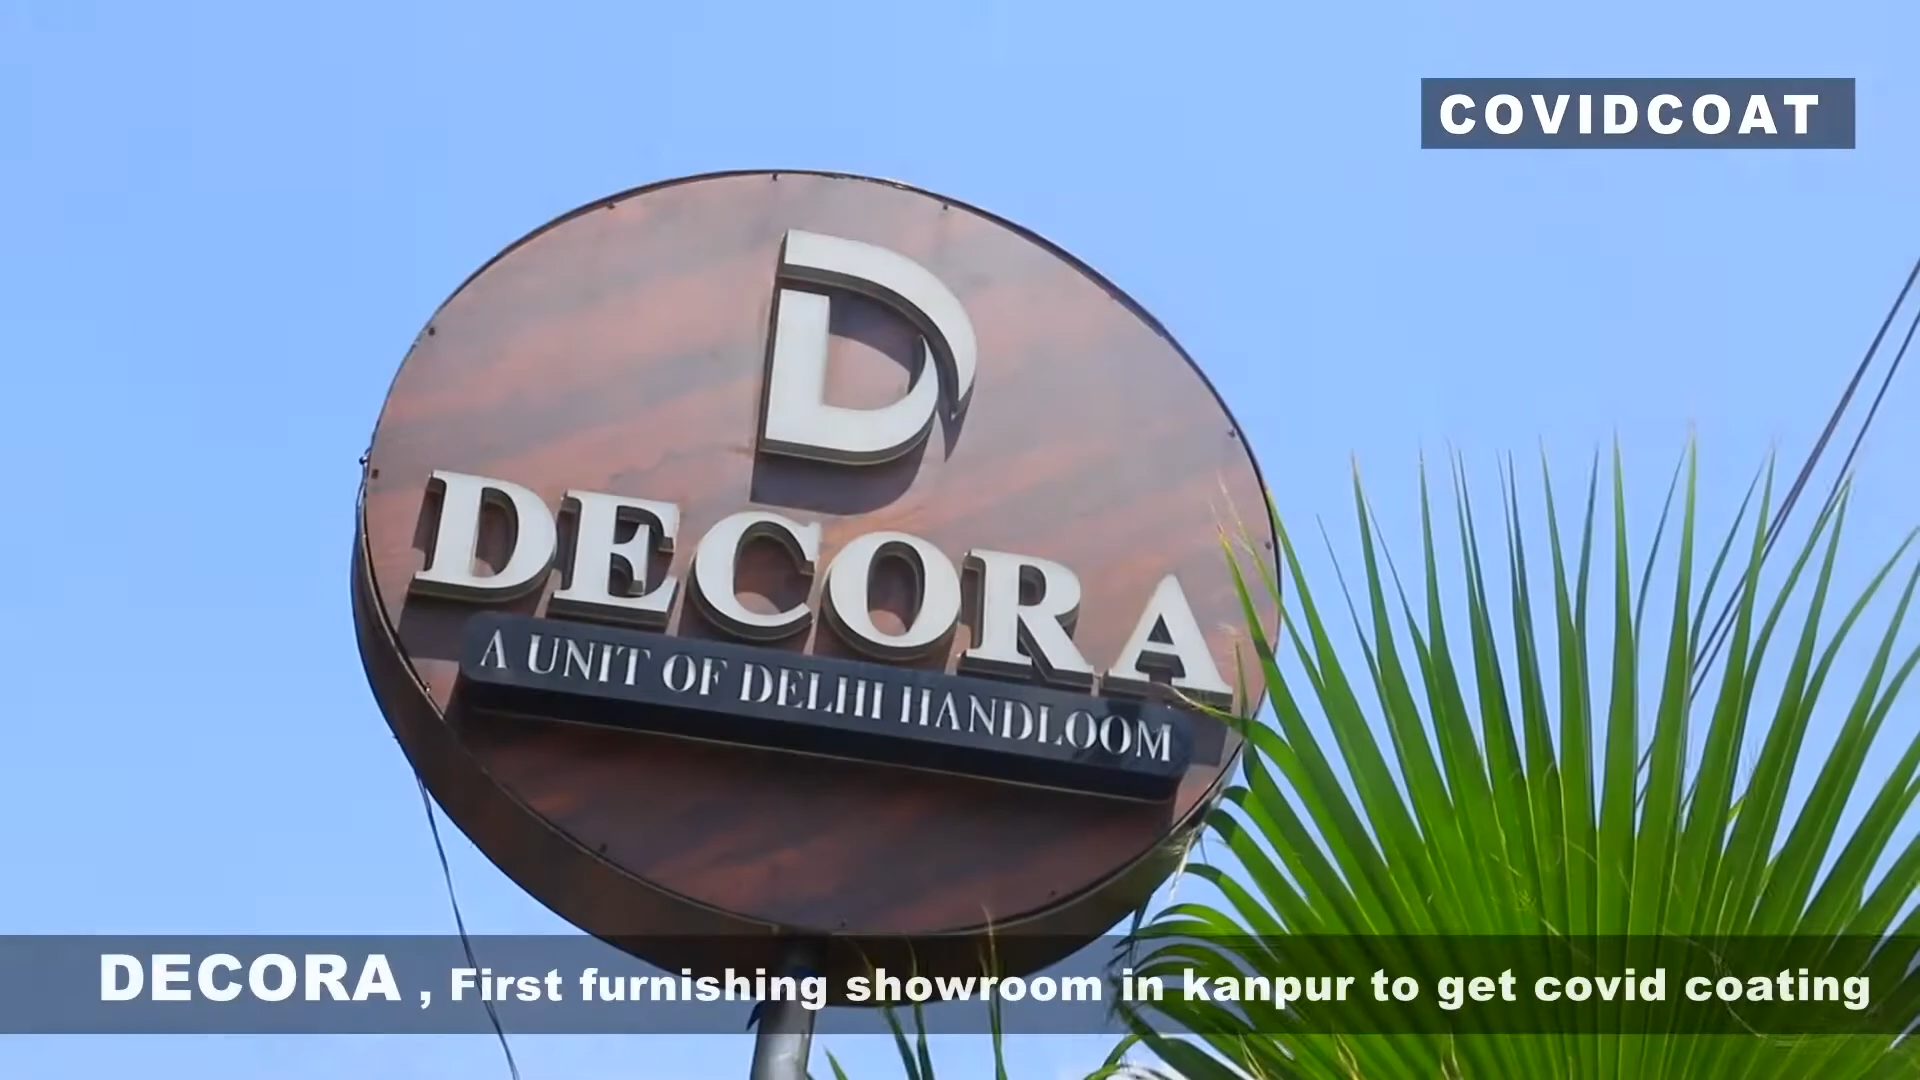 COVIDCOAT
D
DECORA
A UNIT OF DELHI HANDLOOM
DECORA , First furnishing showroom in kanpur to get covid coating